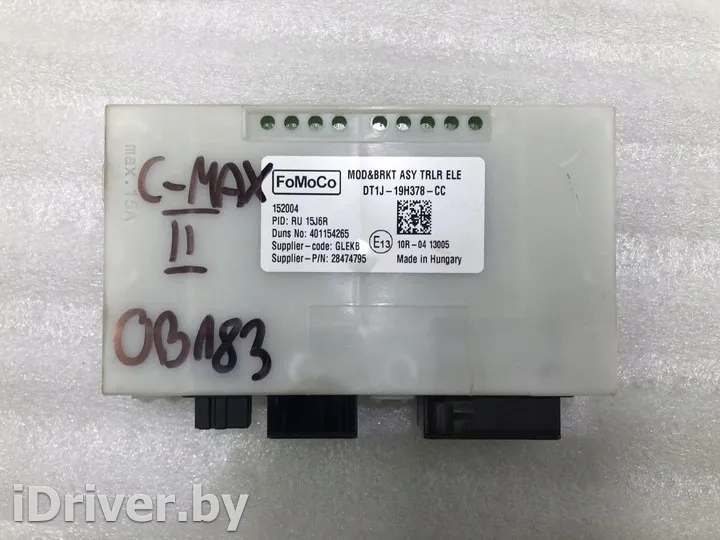 max.15A
C-MAX
II
OB183
FoMoCo
MOD&BRKT ASY TRLR ELE
DT1J-19H378-CC
152004
PID: RU 15J6R
Duns No: 401154265
Supplier-code: GLEKB
Supplier-P/N: 28474795
E13
10R-04 13005
Made in Hungary
iDriver.by